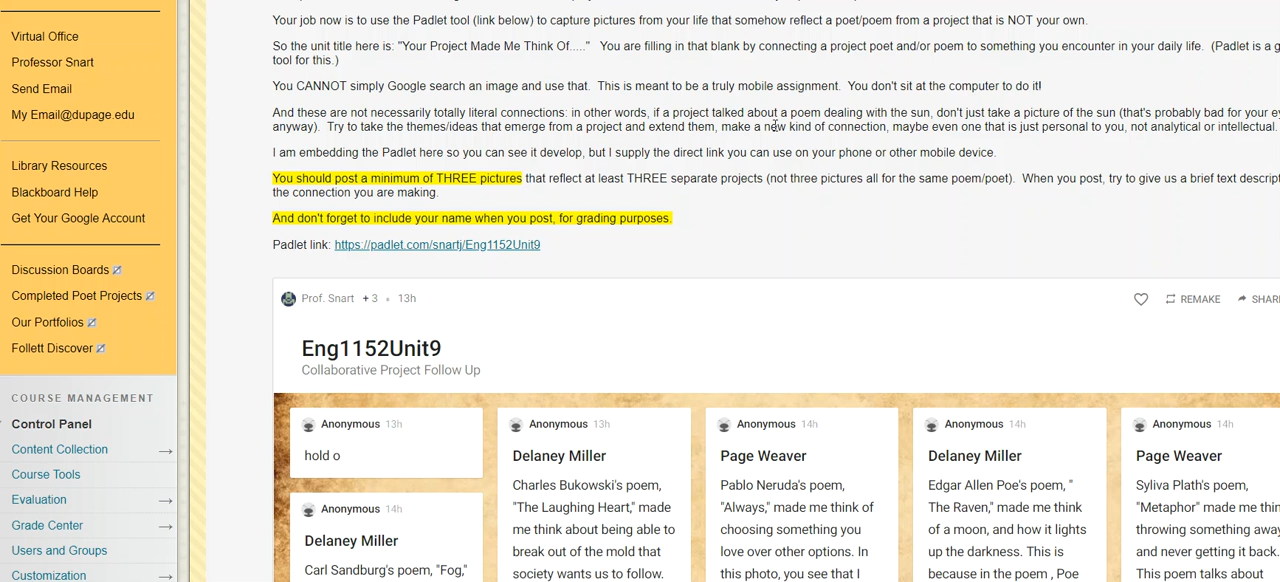 Virtual Office
Professor Snart
Send Email
My Email@dupage.edu
Library Resources
Blackboard Help
Get Your Google Account
Discussion Boards
Completed Poet Projects
Our Portfolios
Follett Discover
COURSE MANAGEMENT
Control Panel
Content Collection
Course Tools
Evaluation
Grade Center
Users and Groups
Customization
Your job now is to use the Padlet tool (link below) to capture pictures from your life that somehow reflect a poet/poem from a project that is NOT your own.
So the unit title here is: "Your Project Made Me Think Of....." You are filling in that blank by connecting a project poet and/or poem to something you encounter in your daily life. (Padlet is a g
tool for this.)
You CANNOT simply Google search an image and use that. This is meant to be a truly mobile assignment. You don't sit at the computer to do it!
And these are not necessarily totally literal connections: in other words, if a project talked about a poem dealing with the sun, don't just take a picture of the sun (that's probably bad for your ey
anyway). Try to take the themes/ideas that emerge from a project and extend them, make a new kind of connection, maybe even one that is just personal to you, not analytical or intellectual.
I am embedding the Padlet here so you can see it develop, but I supply the direct link you can use on your phone or other mobile device.
You should post a minimum of THREE pictures that reflect at least THREE separate projects (not three pictures all for the same poem/poet). When you post, try to give us a brief text descript
the connection you are making.
And don't forget to include your name when you post, for grading purposes.
Padlet link: https://padlet.com/snartj/Eng1152Unit9
Prof. Snart +3 • 13h
REMAKE
SHAR
Eng1152Unit9
Collaborative Project Follow Up
Anonymous 13h
hold o
Anonymous 14h
Delaney Miller
Carl Sandburg's poem, "Fog,"
Anonymous 13h
Delaney Miller
Charles Bukowski's poem,
"The Laughing Heart," made
me think about being able to
break out of the mold that
society wants us to follow.
Anonymous 14h
Page Weaver
Pablo Neruda's poem,
"Always," made me think of
choosing something you
love over other options. In
this photo, you see that I
Anonymous 14h
Delaney Miller
Edgar Allen Poe's poem, "
The Raven," made me think
of a moon, and how it lights
up the darkness. This is
because in the poem , Poe
Anonymous 14h
Page Weaver
Syliva Plath's poem,
"Metaphor" made me thin
throwing something away
and never getting it back.
This poem talks about